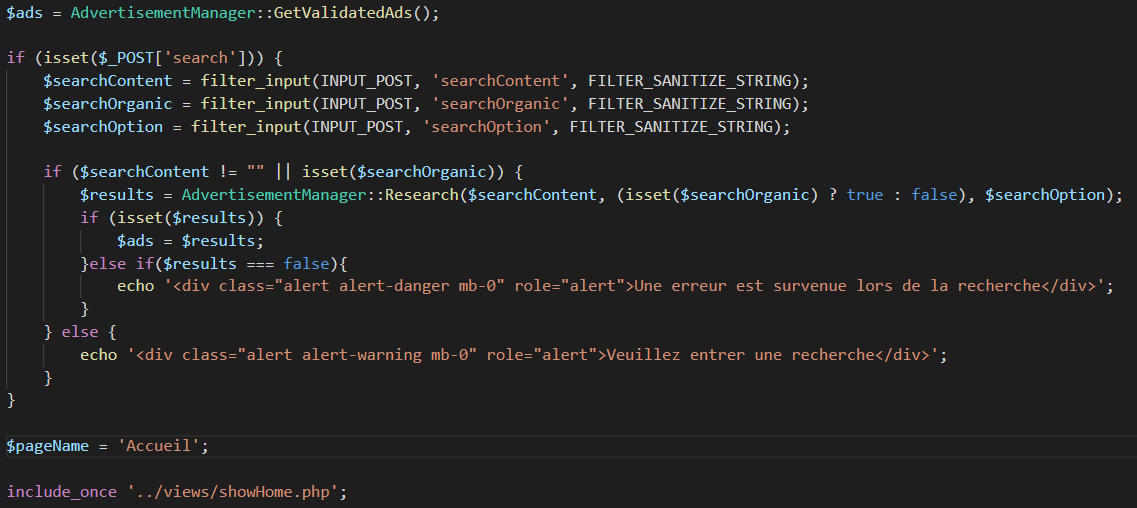 $ads = AdvertisementManager::GetValidatedAds();
if (isset($_POST['search'])) {
$searchContent = filter_input(INPUT_POST, 'searchContent', FILTER_SANITIZE_STRING);
$searchOrganic = filter_input(INPUT_POST, 'searchOrganic', FILTER_SANITIZE_STRING);
$searchOption = filter_input(INPUT_POST, 'searchOption', FILTER_SANITIZE_STRING);
if ($searchContent != "" || isset($searchOrganic)) {
$results = AdvertisementManager::Research($searchContent, (isset($searchOrganic) ? true : false), $searchOption);
if (isset($results)) {
$ads = $results;
}else if($results === false){
echo '<div class="alert alert-danger mb-0" role="alert">Une erreur est survenue lors de la recherche</div>';
}
} else {
echo '<div class="alert alert-warning mb-0" role="alert">Veuillez entrer une recherche</div>';
}
}
$pageName = 'Accueil';
include_once '../views/showHome.php';